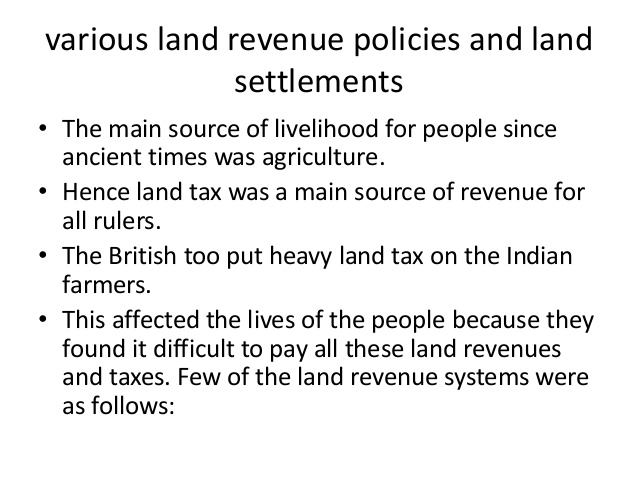 various land revenue policies and land
settlements
• The main source of livelihood for people since
ancient times was agriculture.
• Hence land tax was a main source of revenue for
all rulers.
• The British too put heavy land tax on the Indian
farmers.
• This affected the lives of the people because they
found it difficult to pay all these land revenues
and taxes. Few of the land revenue systems were
as follows: